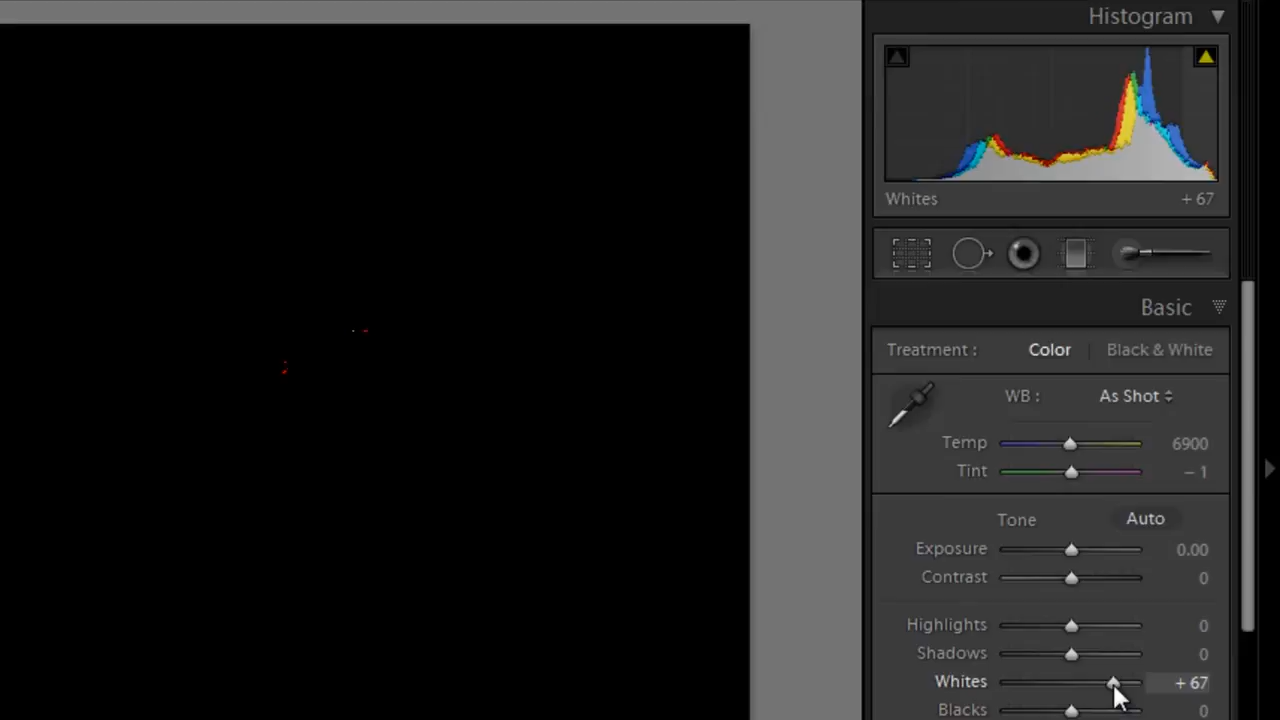 Histogram
Whites + 67
Basic
Treatment : Color Black & White
WB : As Shot
Temp 6900
Tint – 1
Tone Auto
Exposure 0.00
Contrast 0
Highlights 0
Shadows 0
Whites + 67
Blacks 0